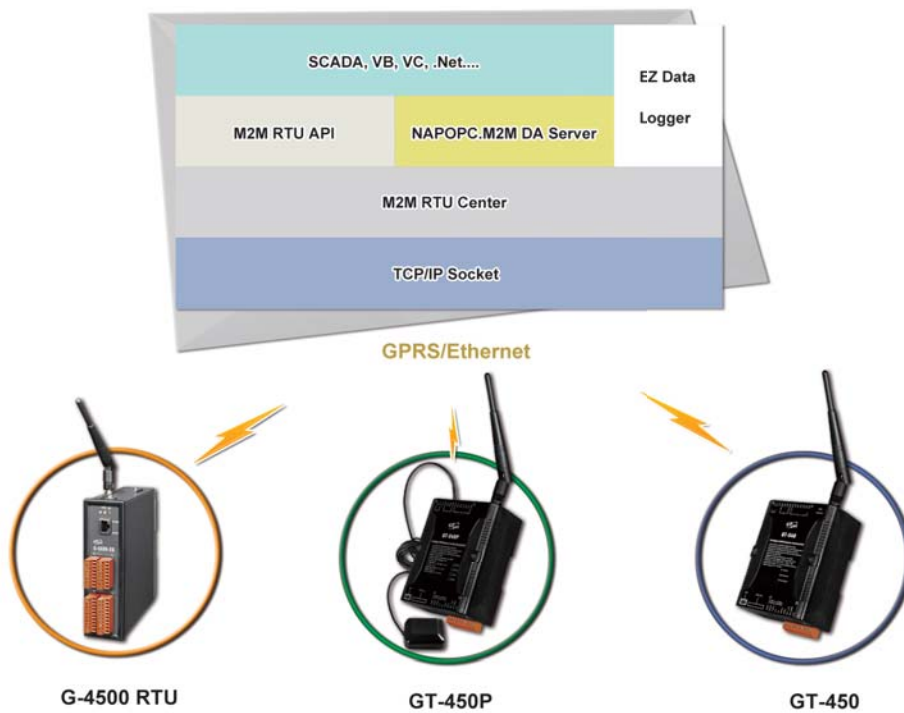 SCADA, VB, VC, .Net....
EZ Data
Logger
M2M RTU API
NAPOPC.M2M DA Server
M2M RTU Center
TCP/IP Socket
GPRS/Ethernet
G-4500 RTU
GT-450P
GT-450